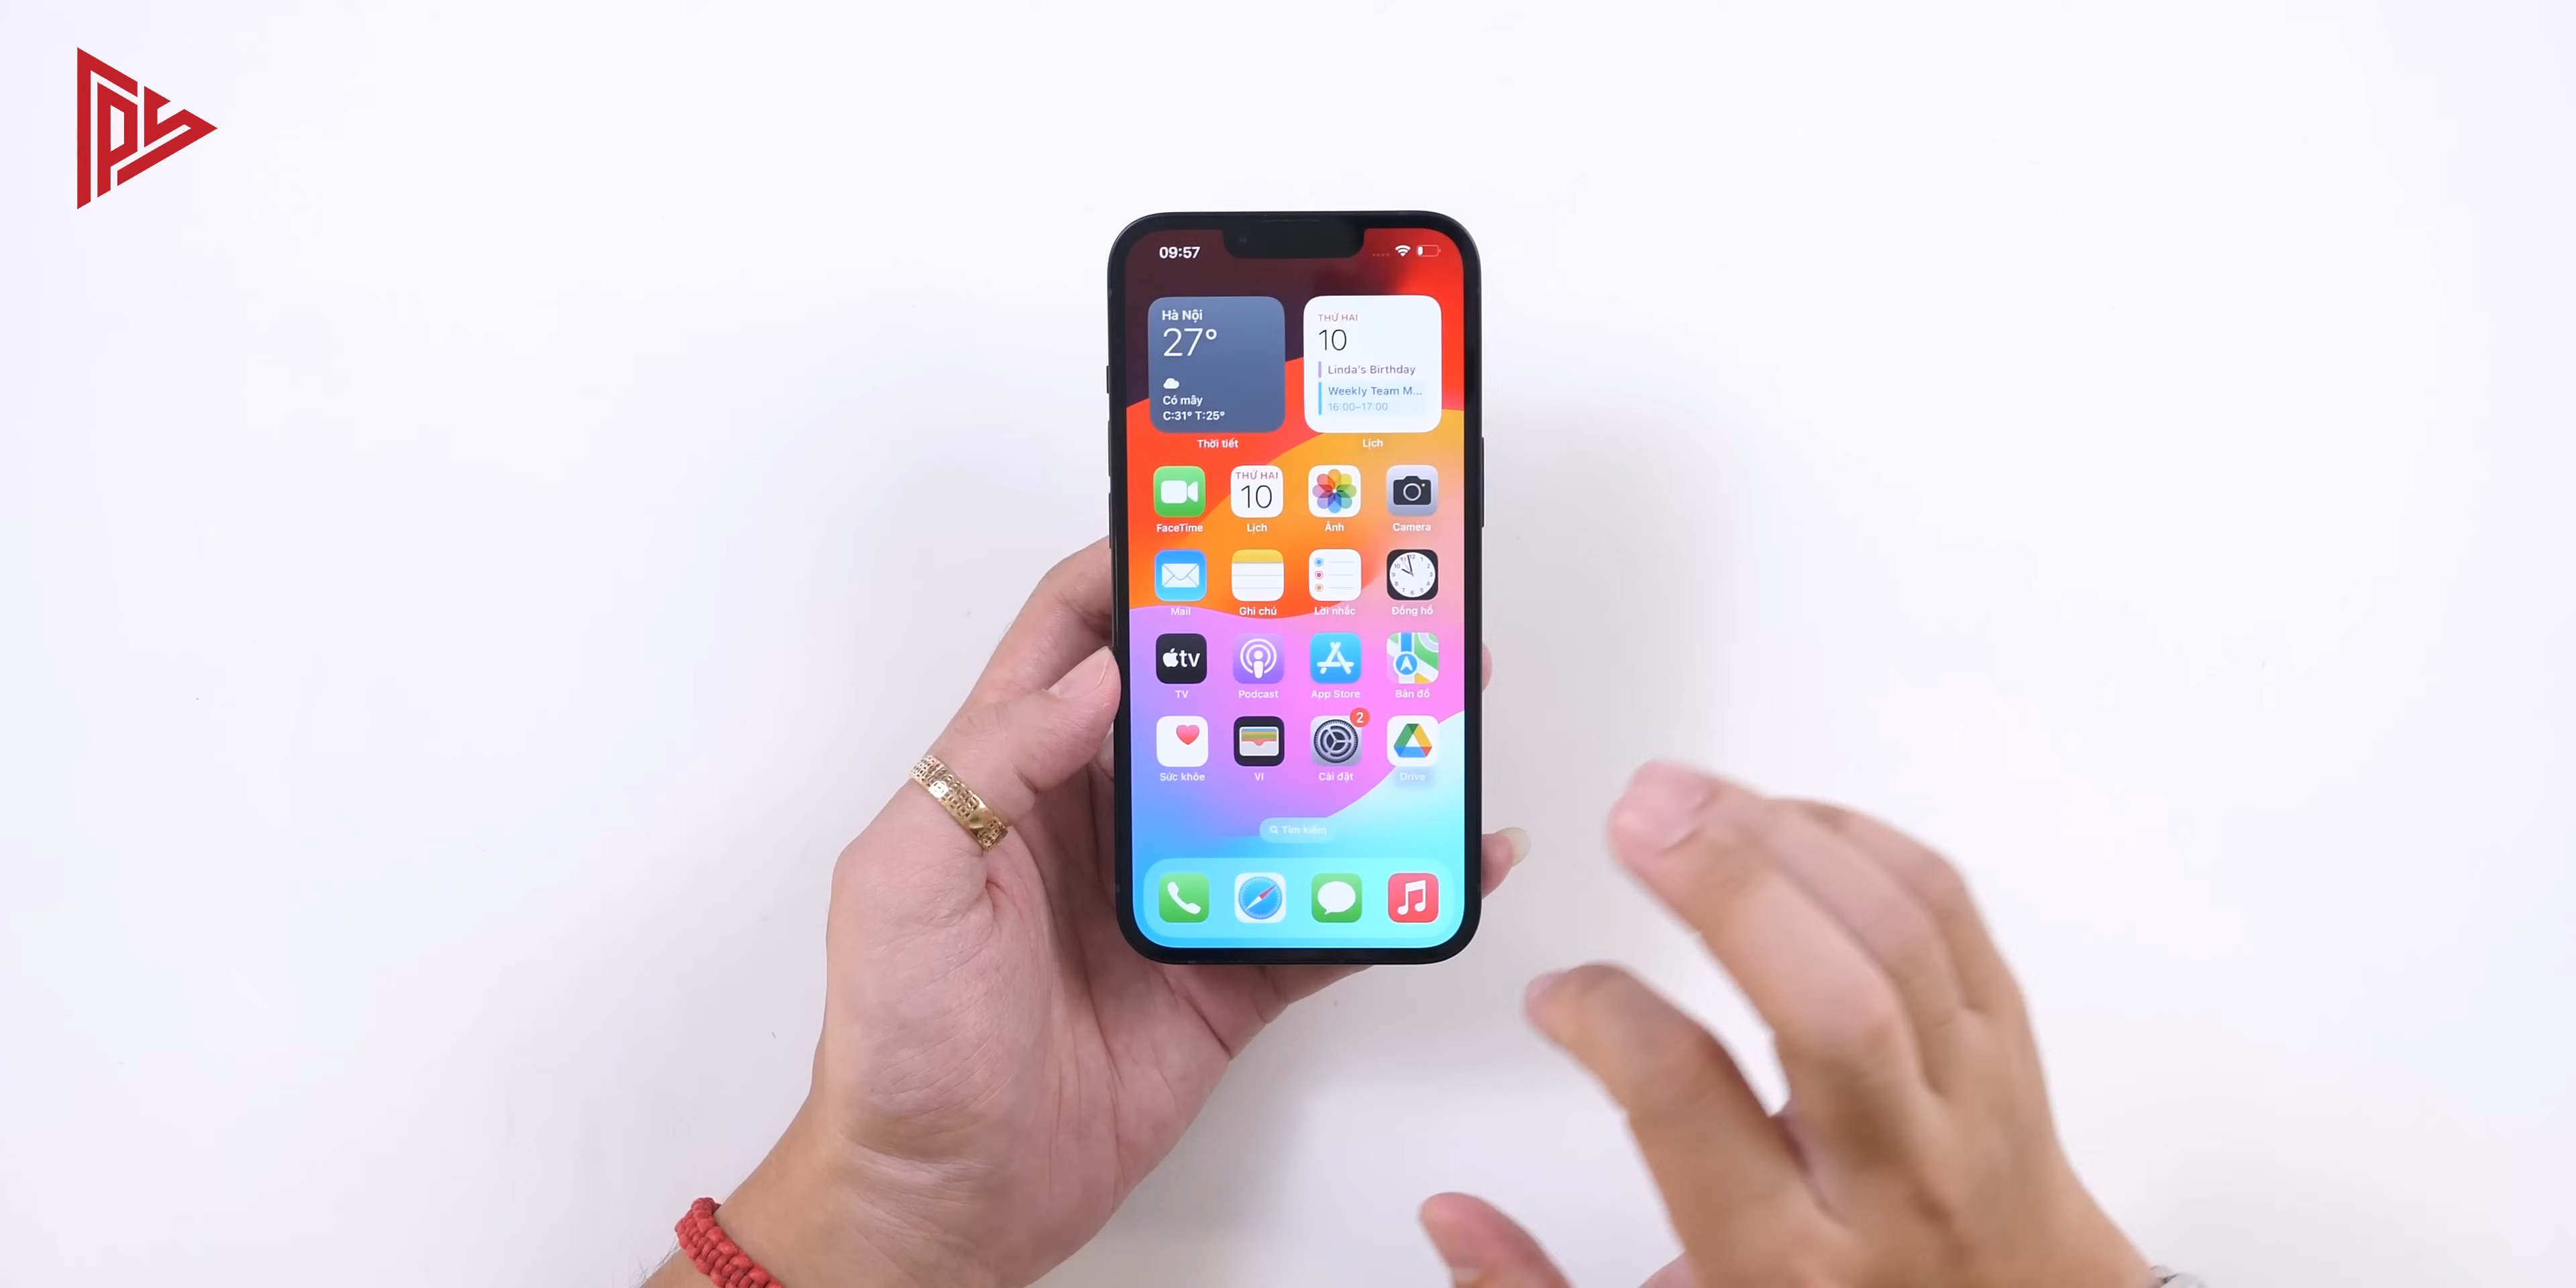 09:57
Hà Nội
27°
Có mây
C:31° T:25°
Thời tiết
THỨ HAI
10
Linda's Birthday
Weekly Team M...
16:00–17:00
Lịch
FaceTime
THỨ HAI
10
Lịch
Ảnh
Camera
Mail
Ghi chú
Lời nhắc
Đồng hồ
tv
TV
Podcast
App Store
Bản đồ
Sức khỏe
Ví
2
Cài đặt
Drive
Tìm kiếm